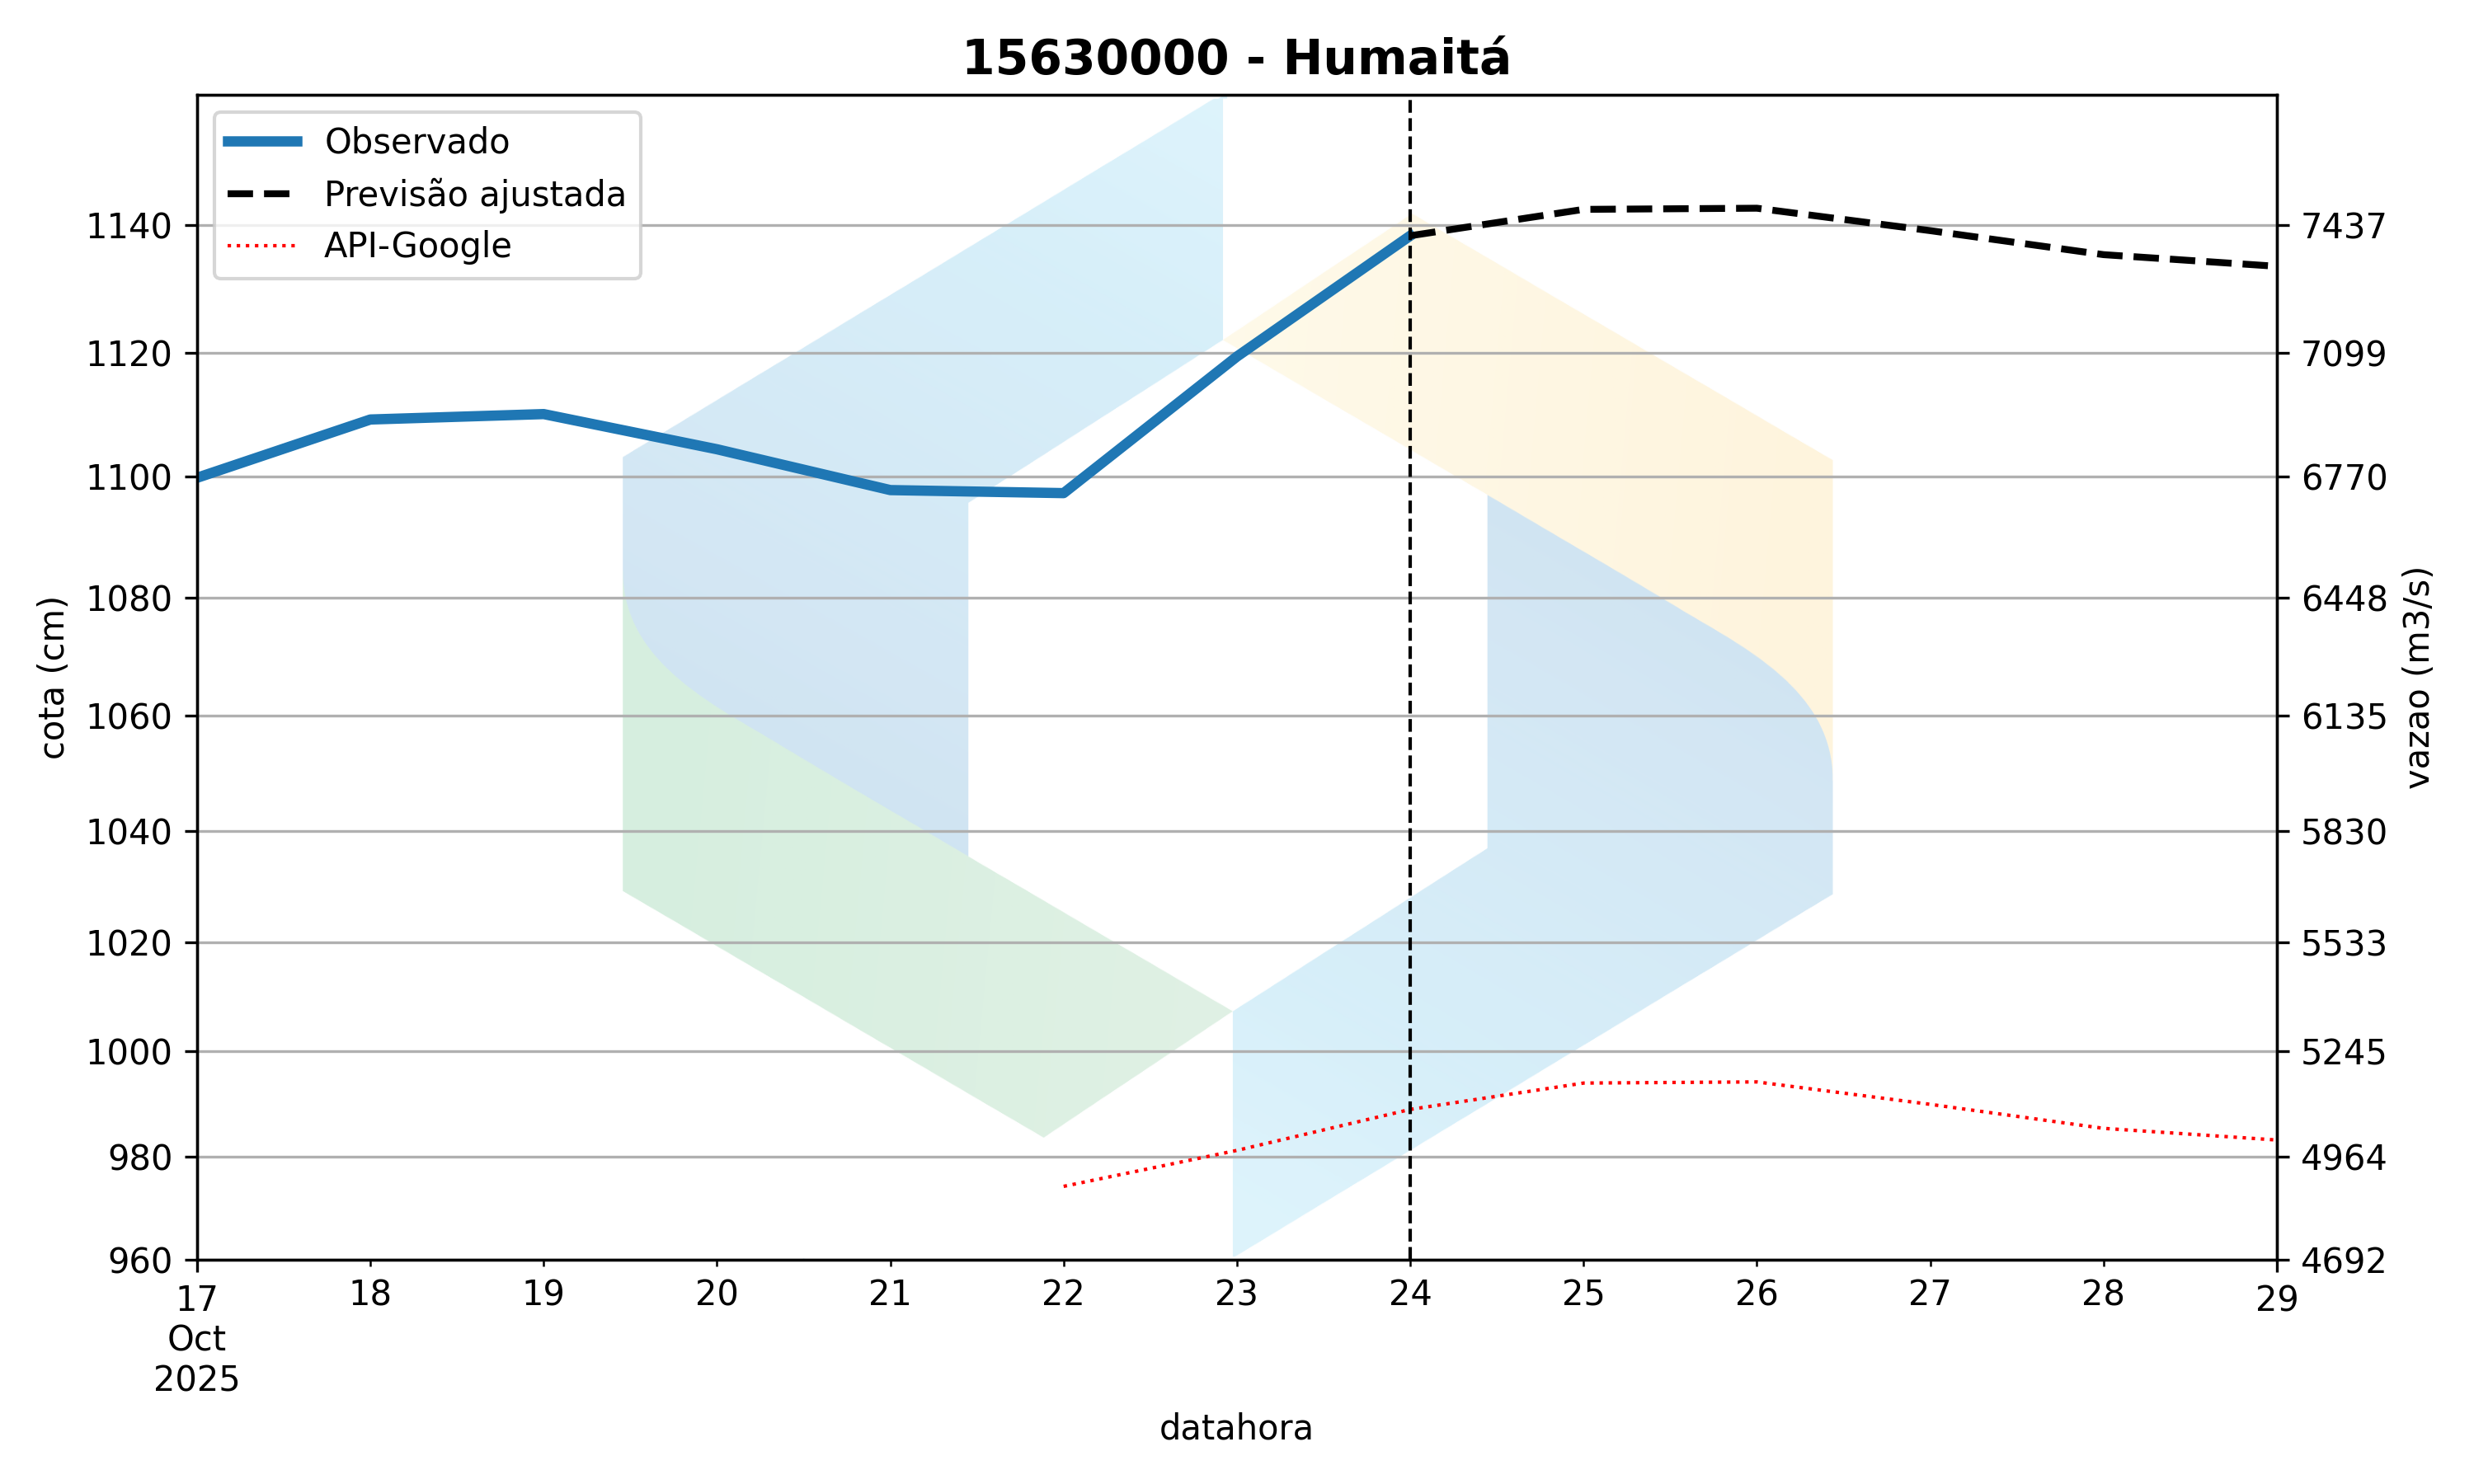 15630000 - Humaitá
Observado
Previsão ajustada
API-Google
1140
1120
1100
1080
1060
1040
1020
1000
980
960
cota (cm)
7437
7099
6770
6448
6135
5830
5533
5245
4964
4692
vazao (m3/s)
17 18 19 20 21 22 23 24 25 26 27 28 29
Oct
2025
datahora